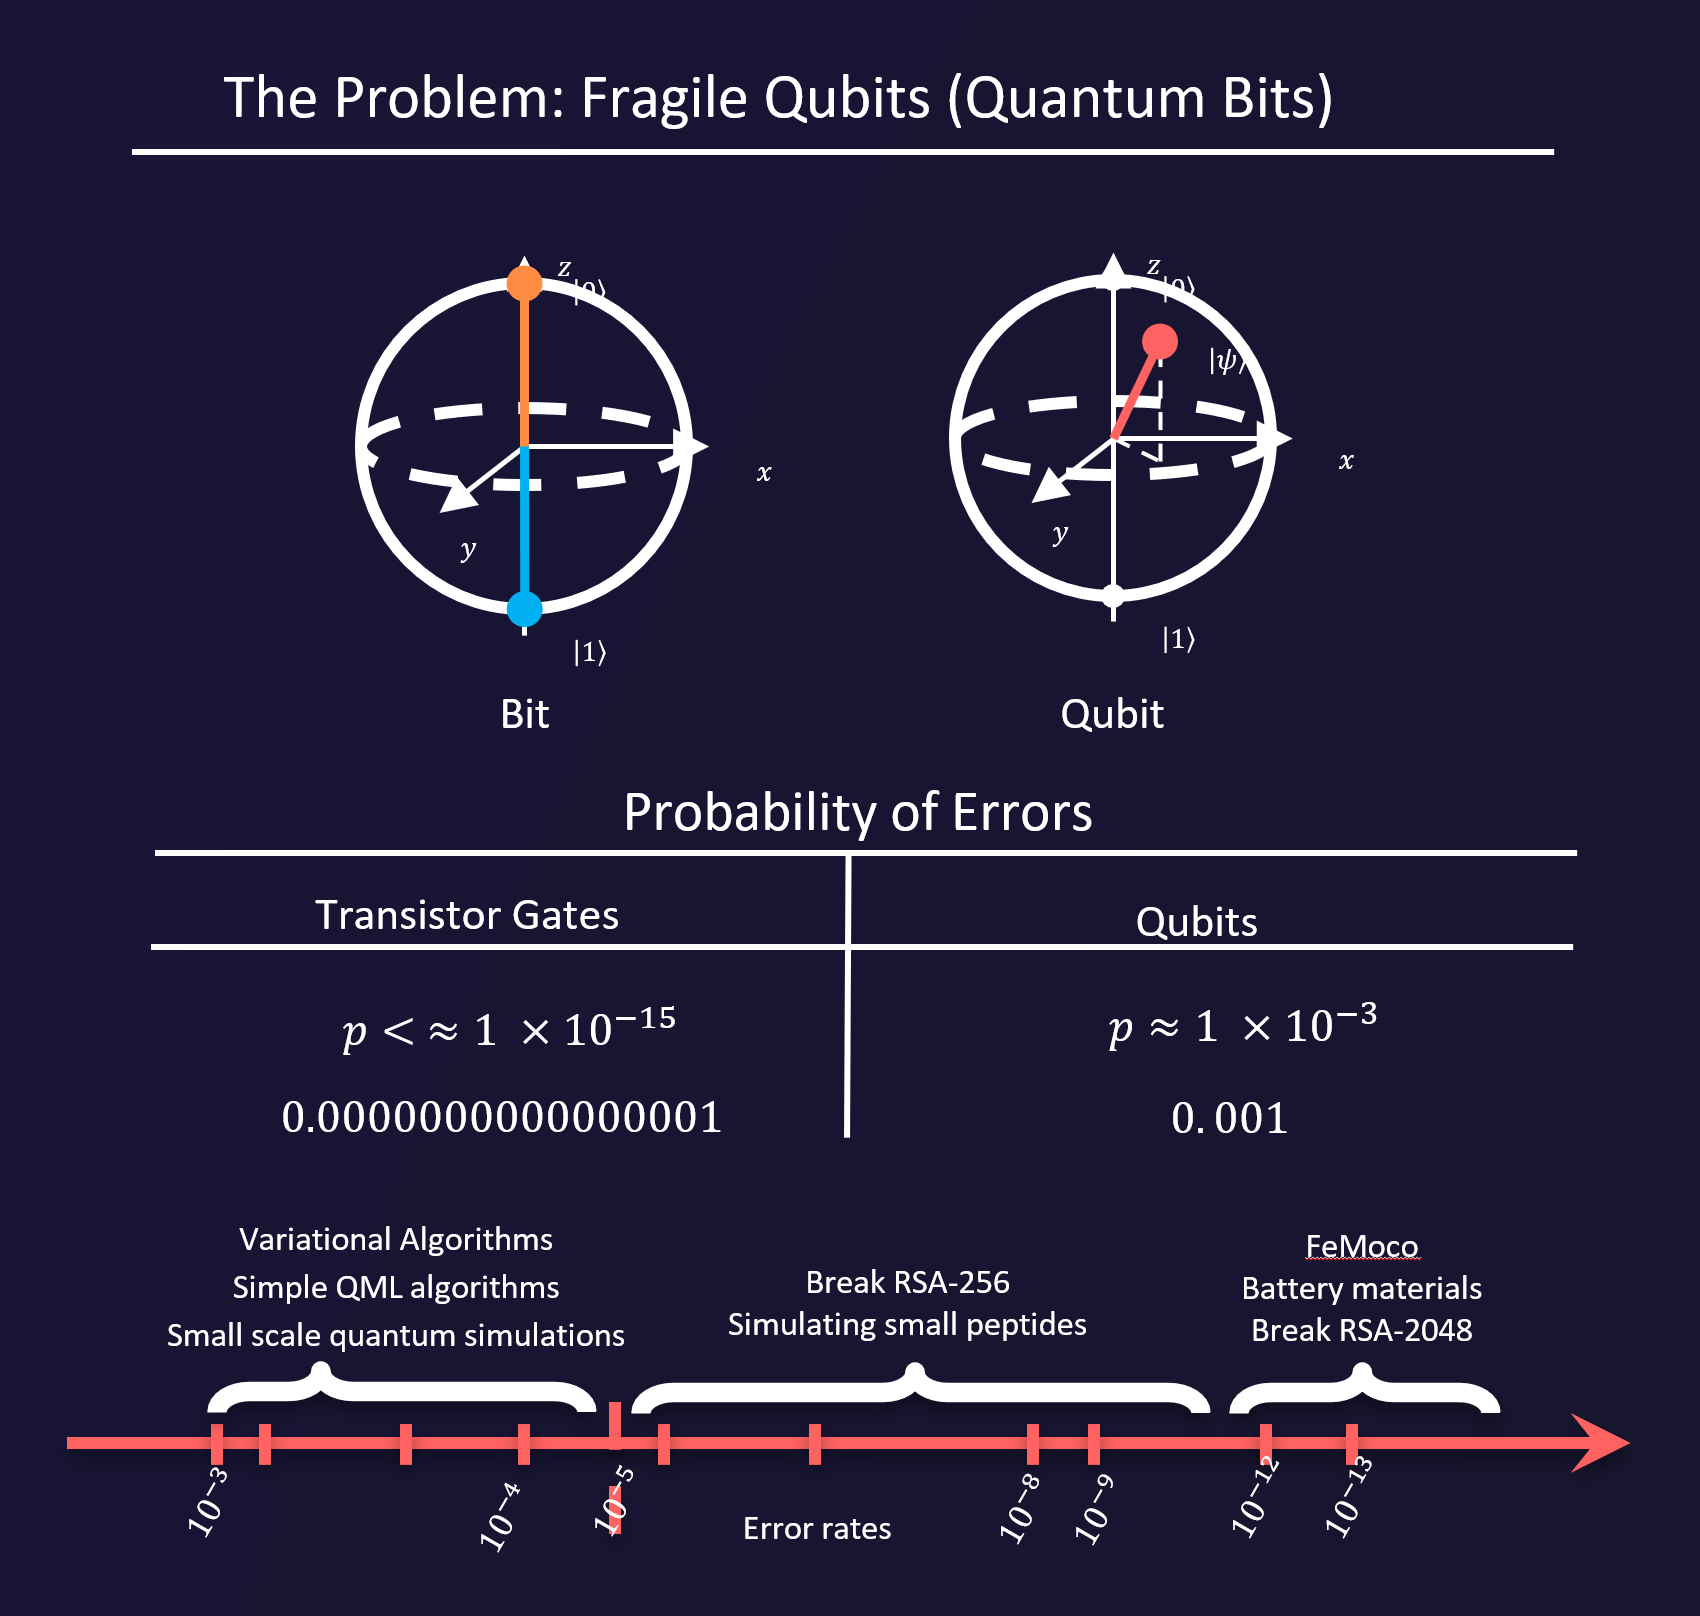 The Problem: Fragile Qubits (Quantum Bits)
z
|0⟩
x
y
|1⟩
Bit
z
|0⟩
|ψ⟩
x
y
|1⟩
Qubit
Probability of Errors
Transistor Gates
Qubits
p < ≈ 1 × 10⁻¹⁵
p ≈ 1 × 10⁻³
0.0000000000000001
0.001
Variational Algorithms
Simple QML algorithms
Small scale quantum simulations
Break RSA-256
Simulating small peptides
FeMoco
Battery materials
Break RSA-2048
10⁻³
10⁻⁴
10⁻⁵
10⁻⁸
10⁻⁹
10⁻¹²
10⁻¹³
Error rates